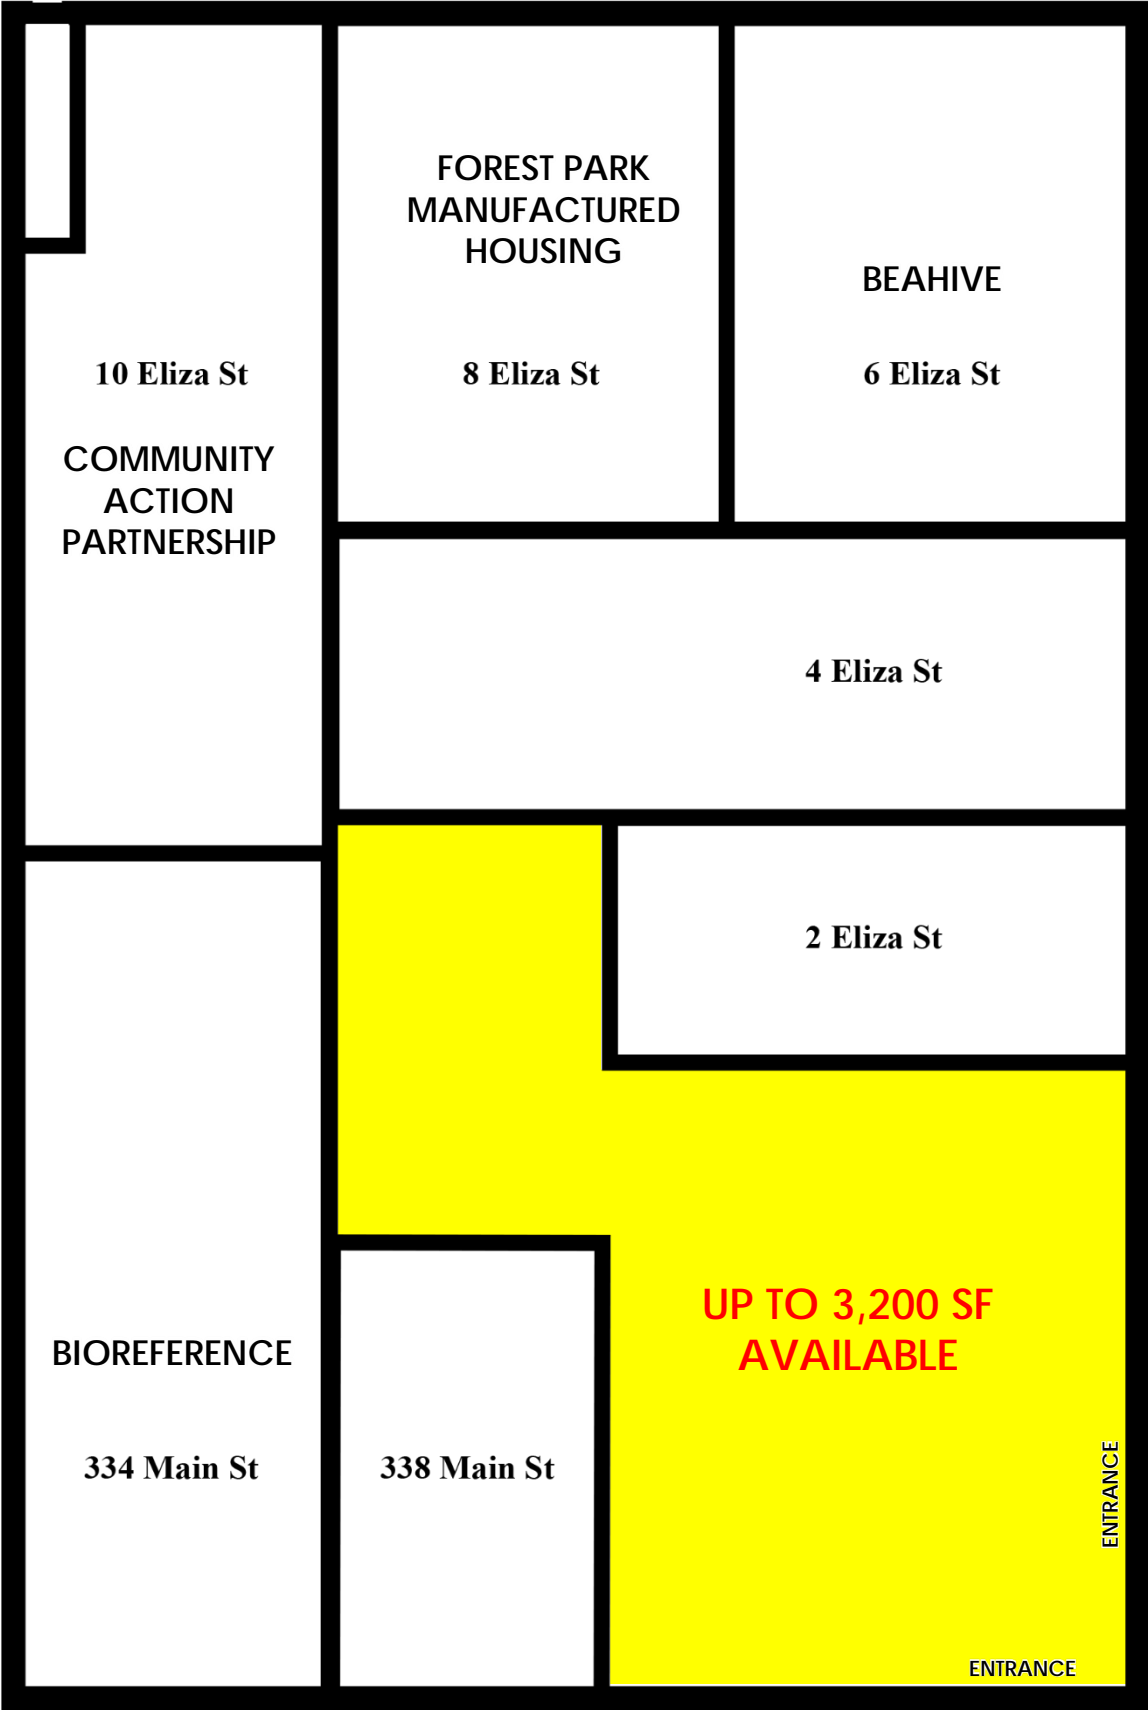 FOREST PARK
MANUFACTURED
HOUSING
BEAHIVE
10 Eliza St
8 Eliza St
6 Eliza St
COMMUNITY
ACTION
PARTNERSHIP
4 Eliza St
2 Eliza St
UP TO 3,200 SF
AVAILABLE
BIOREFERENCE
334 Main St
338 Main St
ENTRANCE
ENTRANCE